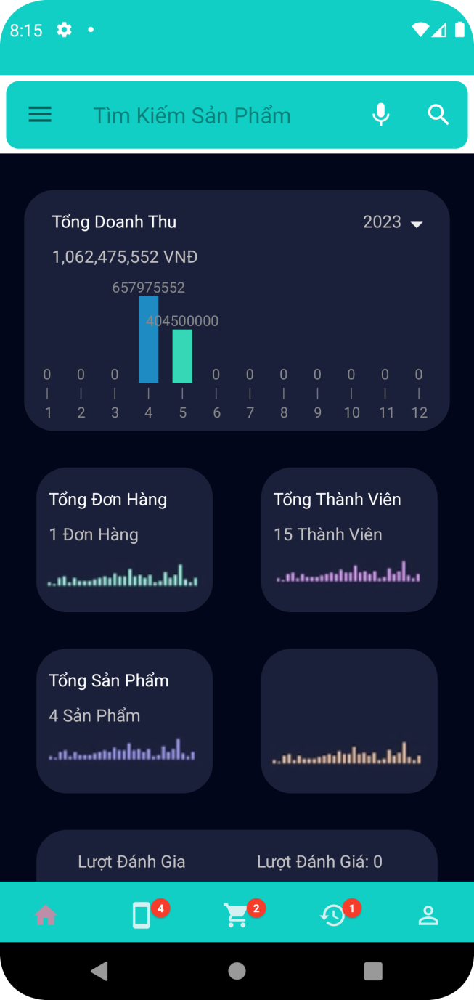 8:15
Tìm Kiếm Sản Phẩm
Tổng Doanh Thu 2023
1,062,475,552 VNĐ
657975552
404500000
0 0 0 0 0 0 0 0 0 0
1 2 3 4 5 6 7 8 9 10 11 12
Tổng Đơn Hàng Tổng Thành Viên
1 Đơn Hàng 15 Thành Viên
Tổng Sản Phẩm
4 Sản Phẩm
Lượt Đánh Gia Lượt Đánh Giá: 0
4 2 1